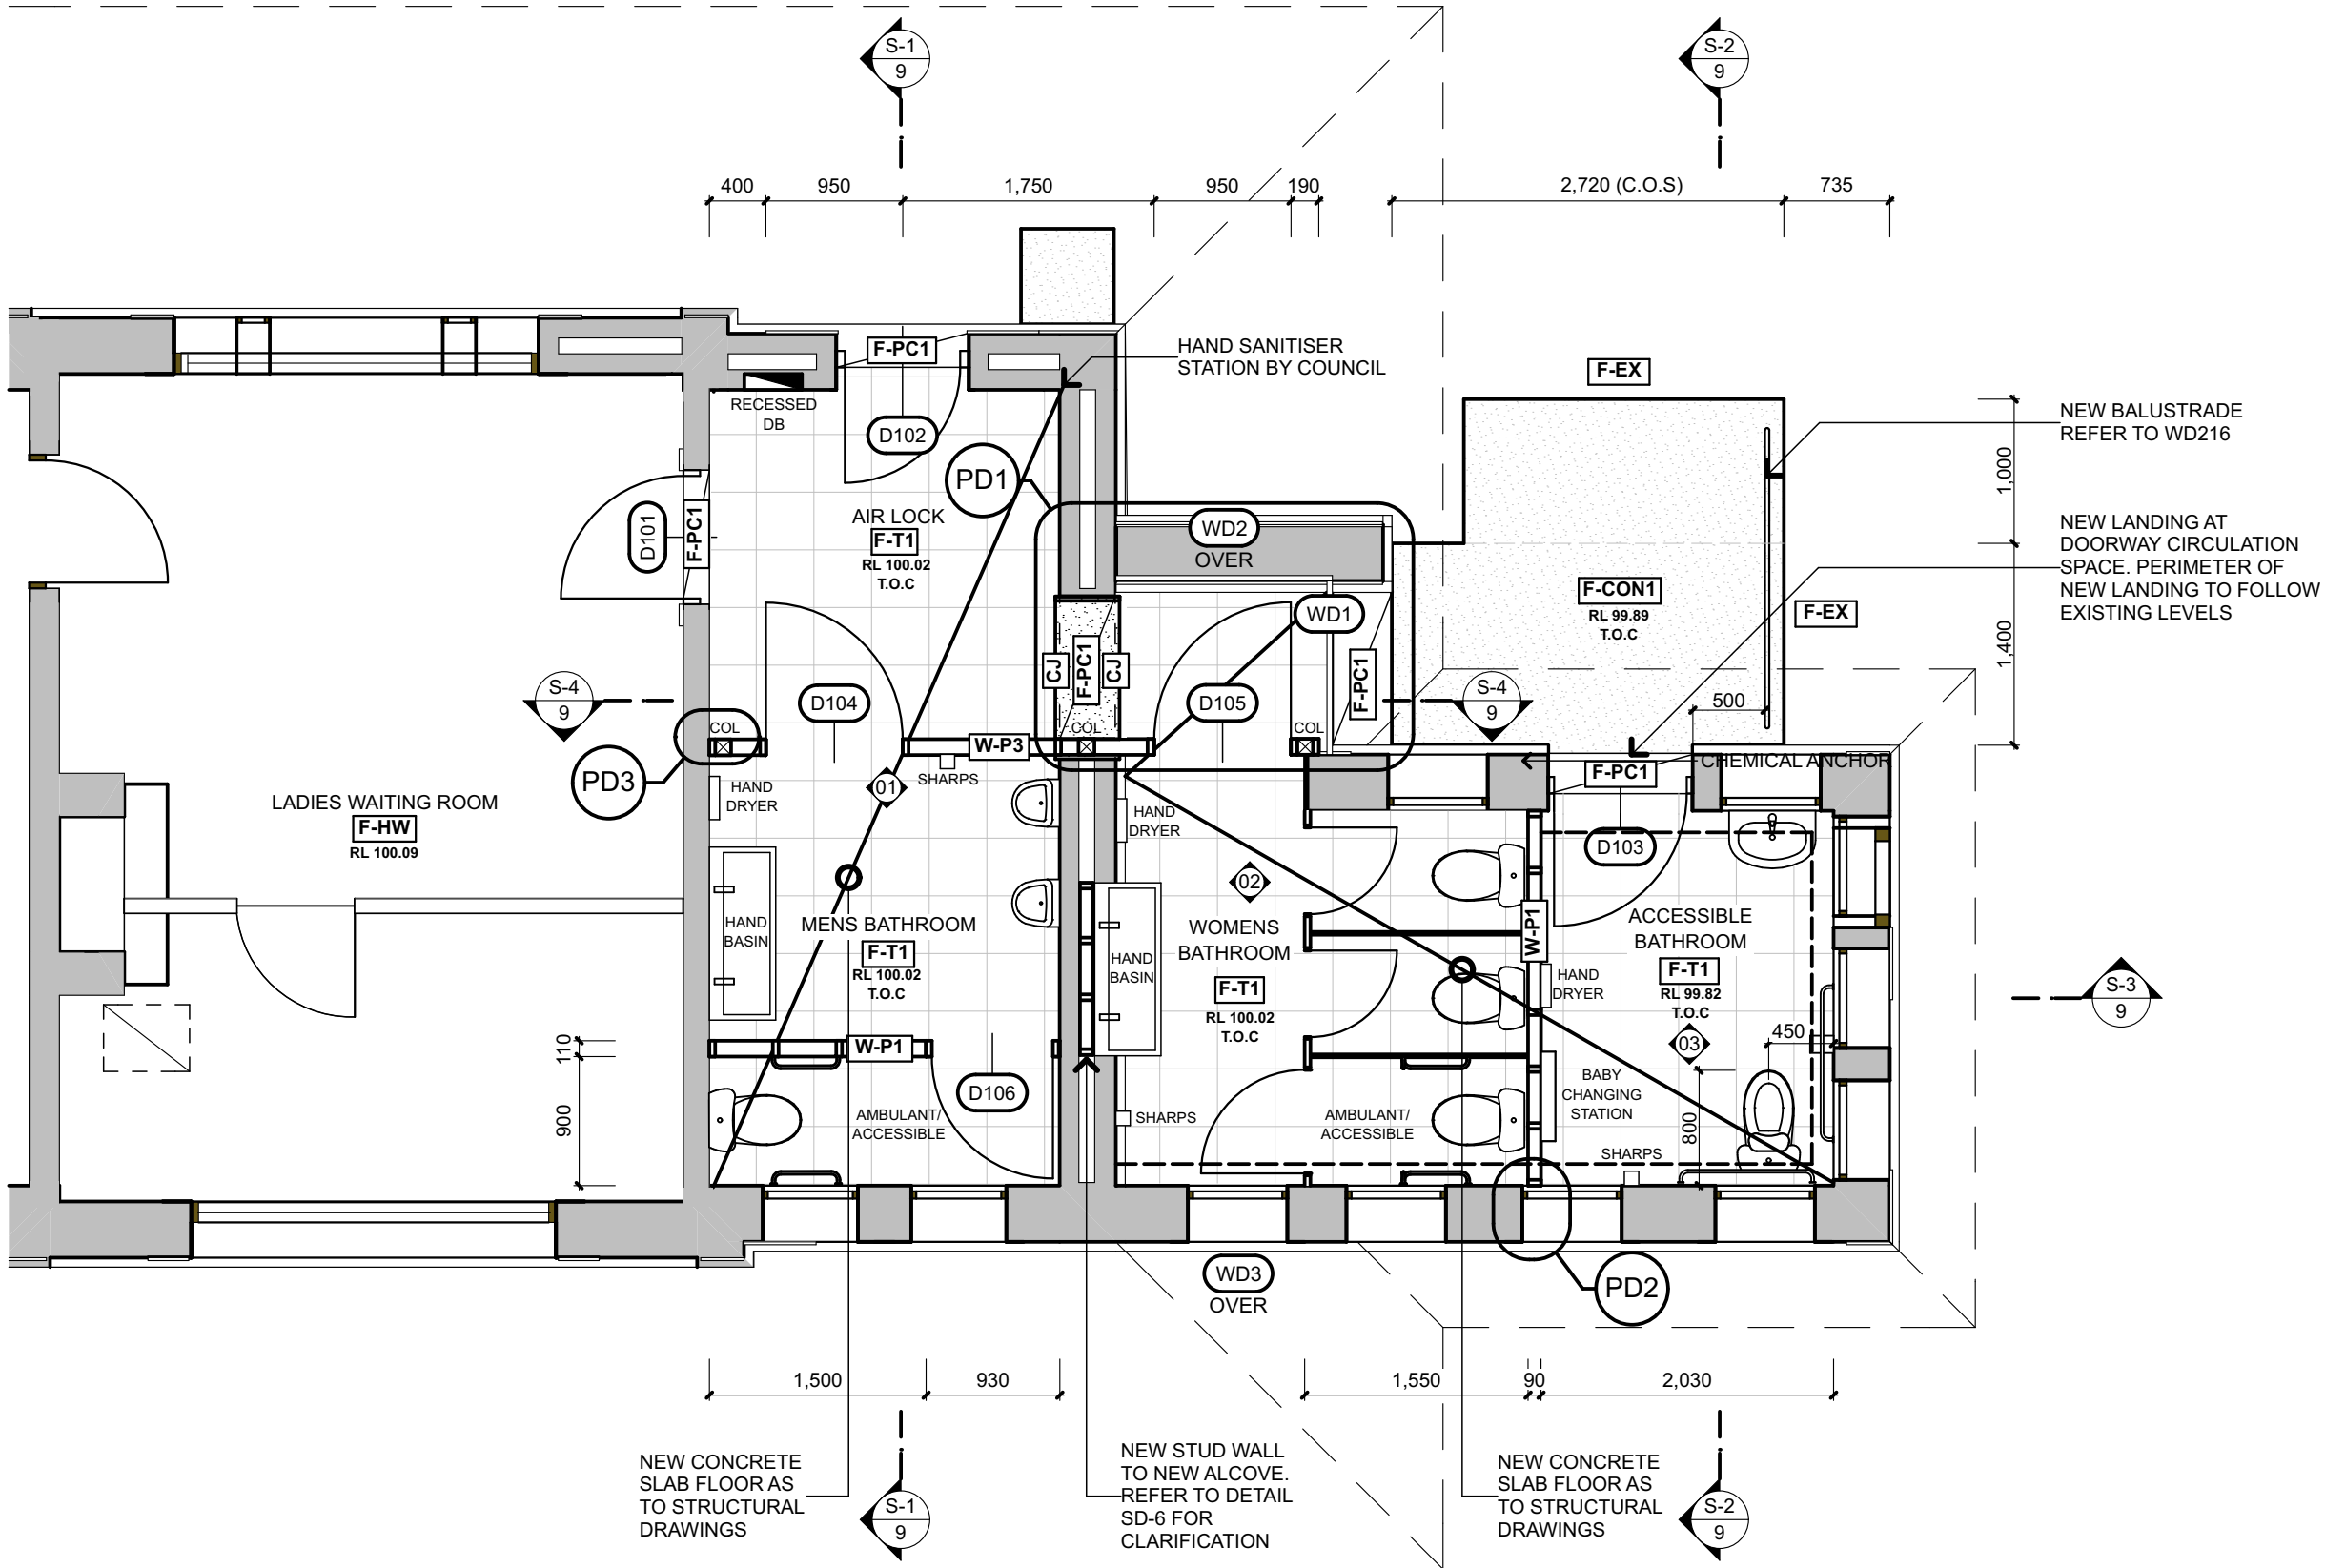 S-1
9
S-2
9
400
950
1,750
950
190
2,720 (C.O.S)
735
HAND SANITISER
STATION BY COUNCIL
F-PC1
F-EX
RECESSED
DB
D102
NEW BALUSTRADE
REFER TO WD216
1,000
PD1
D101
F-PC1
AIR LOCK
F-T1
RL 100.02
T.O.C
WD2
OVER
NEW LANDING AT
DOORWAY CIRCULATION
SPACE. PERIMETER OF
NEW LANDING TO FOLLOW
EXISTING LEVELS
F-CON1
RL 99.89
T.O.C
F-EX
WD1
1,400
CJ
F-PC1
CJ
F-PC1
S-4
9
D104
D105
S-4
9
500
COL
COL
COL
W-P3
CHEMICAL ANCHOR
PD3
01
SHARPS
F-PC1
HAND
DRYER
HAND
DRYER
LADIES WAITING ROOM
F-HW
RL 100.09
D103
02
HAND
BASIN
MENS BATHROOM
F-T1
RL 100.02
T.O.C
HAND
BASIN
WOMENS
BATHROOM
F-T1
RL 100.02
T.O.C
W-P1
ACCESSIBLE
BATHROOM
F-T1
RL 99.82
T.O.C
HAND
DRYER
S-3
9
03
450
110
W-P1
900
D106
AMBULANT/
ACCESSIBLE
SHARPS
AMBULANT/
ACCESSIBLE
BABY
CHANGING
STATION
800
SHARPS
WD3
OVER
PD2
1,500
930
1,550
90
2,030
NEW CONCRETE
SLAB FLOOR AS
TO STRUCTURAL
DRAWINGS
S-1
9
NEW STUD WALL
TO NEW ALCOVE.
REFER TO DETAIL
SD-6 FOR
CLARIFICATION
NEW CONCRETE
SLAB FLOOR AS
TO STRUCTURAL
DRAWINGS
S-2
9